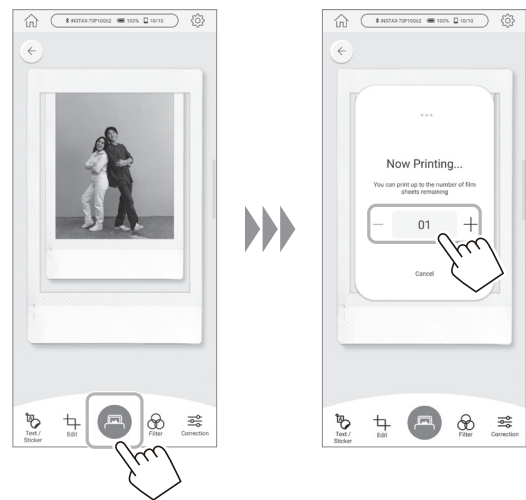 INSTAX-73P10062 100% 10/10
Text /
Sticker
Edit
Filter
Correction
INSTAX-73P10062 100% 10/10
Now Printing...
You can print up to the number of film
sheets remaining
01
Cancel
Text /
Sticker
Edit
Filter
Correction